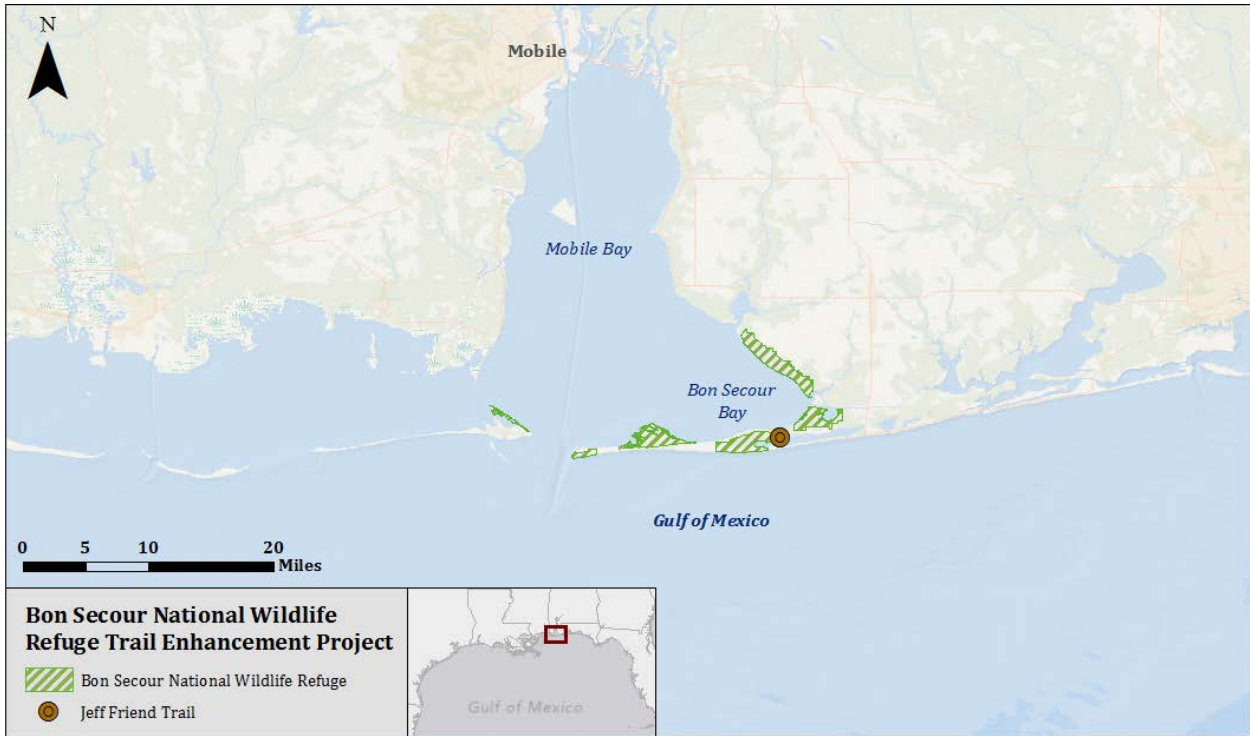 N
Mobile
Mobile Bay
Bon Secour
Bay
Gulf of Mexico
0 5 10 20
Miles
Bon Secour National Wildlife
Refuge Trail Enhancement Project
Bon Secour National Wildlife Refuge
Jeff Friend Trail
Gulf of Mexico